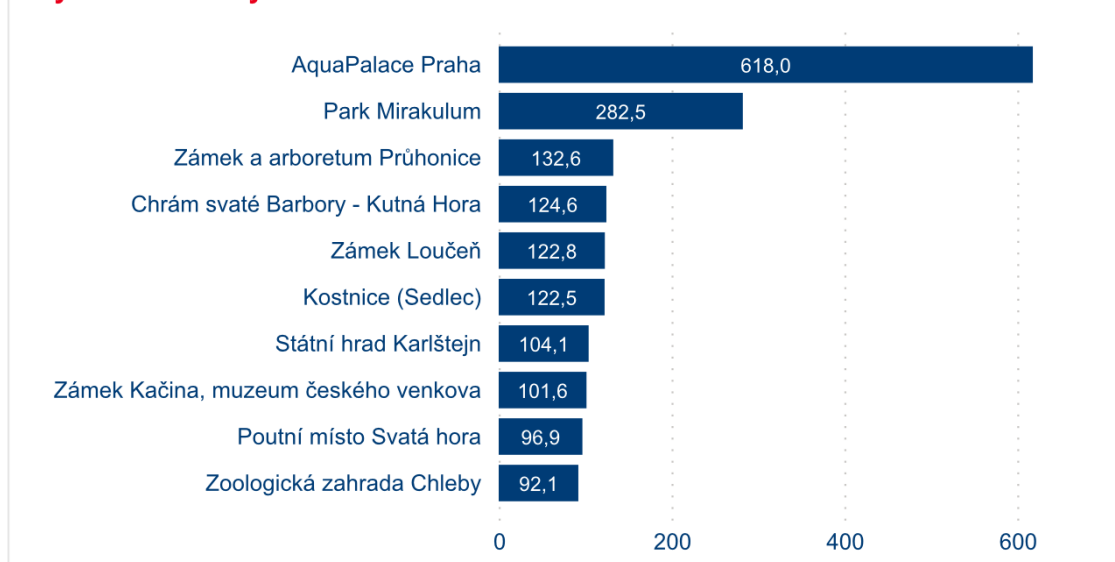 AquaPalace Praha 618,0
Park Mirakulum 282,5
Zámek a arboretum Průhonice 132,6
Chrám svaté Barbory - Kutná Hora 124,6
Zámek Loučeň 122,8
Kostnice (Sedlec) 122,5
Státní hrad Karlštejn 104,1
Zámek Kačina, muzeum českého venkova 101,6
Poutní místo Svatá hora 96,9
Zoologická zahrada Chleby 92,1
0 200 400 600